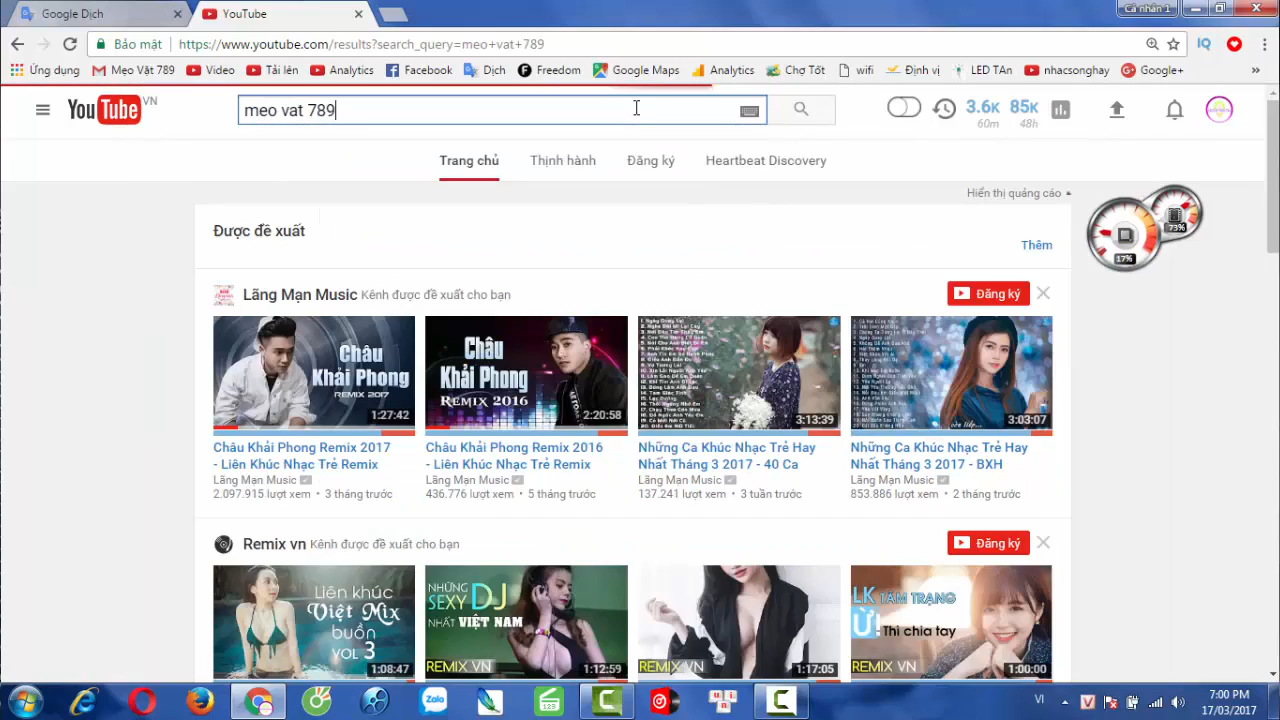 Google Dịch
YouTube
Cá nhân 1
Bảo mật
https://www.youtube.com/results?search_query=meo+vat+789
IQ
Ứng dụng
Mẹo Vặt 789
Video
Tải lên
Analytics
Facebook
Dịch
Freedom
Google Maps
Analytics
Chợ Tốt
wifi
Định vị
LED TAn
nhacsonghay
Google+
YouTube VN
meo vat 789
3.6K 85K
60m 48h
Trang chủ
Thịnh hành
Đăng ký
Heartbeat Discovery
Hiển thị quảng cáo
73%
17%
Được đề xuất
Thêm
Lãng Mạn Music Kênh được đề xuất cho bạn
Đăng ký
Châu
Khải Phong
REMIX 2017
1:27:42
Châu
Khải Phong
REMIX 2016
2:20:58
3:13:39
3:03:07
Châu Khải Phong Remix 2017
- Liên Khúc Nhạc Trẻ Remix
Lãng Mạn Music
2.097.915 lượt xem • 3 tháng trước
Châu Khải Phong Remix 2016
- Liên Khúc Nhạc Trẻ Remix
Lãng Mạn Music
436.776 lượt xem • 5 tháng trước
Những Ca Khúc Nhạc Trẻ Hay
Nhất Tháng 3 2017 - 40 Ca
Lãng Mạn Music
137.241 lượt xem • 3 tuần trước
Những Ca Khúc Nhạc Trẻ Hay
Nhất Tháng 3 2017 - BXH
Lãng Mạn Music
853.886 lượt xem • 2 tháng trước
Remix vn Kênh được đề xuất cho bạn
Đăng ký
Liên khúc
Việt Mix
buồn
VOL 3
1:08:47
NHỮNG
SEXY DJ
NHẤT VIỆT NAM
REMIX VN
1:12:59
REMIX VN
1:17:05
LK TÂM TRẠNG
Ừ! Thì chia tay
REMIX VN
1:00:00
Zalo
123
VI
V
7:00 PM
17/03/2017